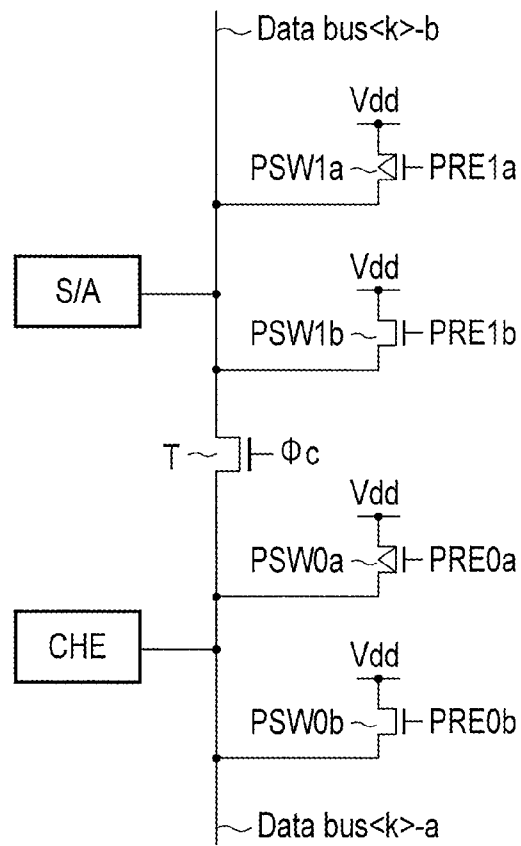 Data bus<k>-b
Vdd
PSW1a
PRE1a
S/A
Vdd
PSW1b
PRE1b
T
Φc
Vdd
PSW0a
PRE0a
CHE
Vdd
PSW0b
PRE0b
Data bus<k>-a